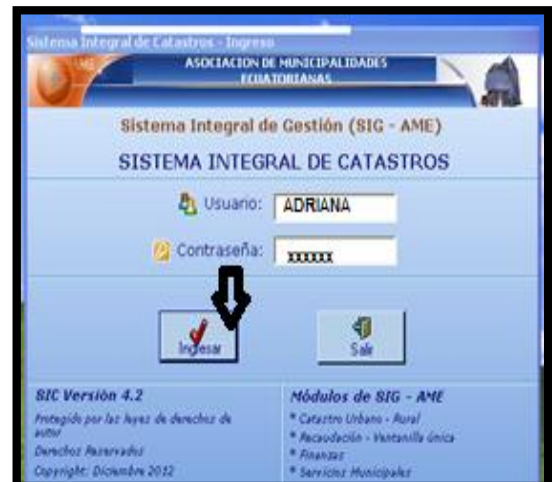 Sistema Integral de Catastros - Ingreso
AME
ASOCIACION DE MUNICIPALIDADES
ECUATORIANAS
Sistema Integral de Gestión (SIG - AME)
SISTEMA INTEGRAL DE CATASTROS
Usuario: ADRIANA
Contraseña: xxxxxx
Ingresar
Salir
SIC Versión 4.2
Protegido por las leyes de derechos de
autor
Derechos Reservados
Copyright: Diciembre 2012
Módulos de SIG - AME
* Catastro Urbano - Rural
* Recaudación - Ventanilla única
* Finanzas
* Servicios Municipales